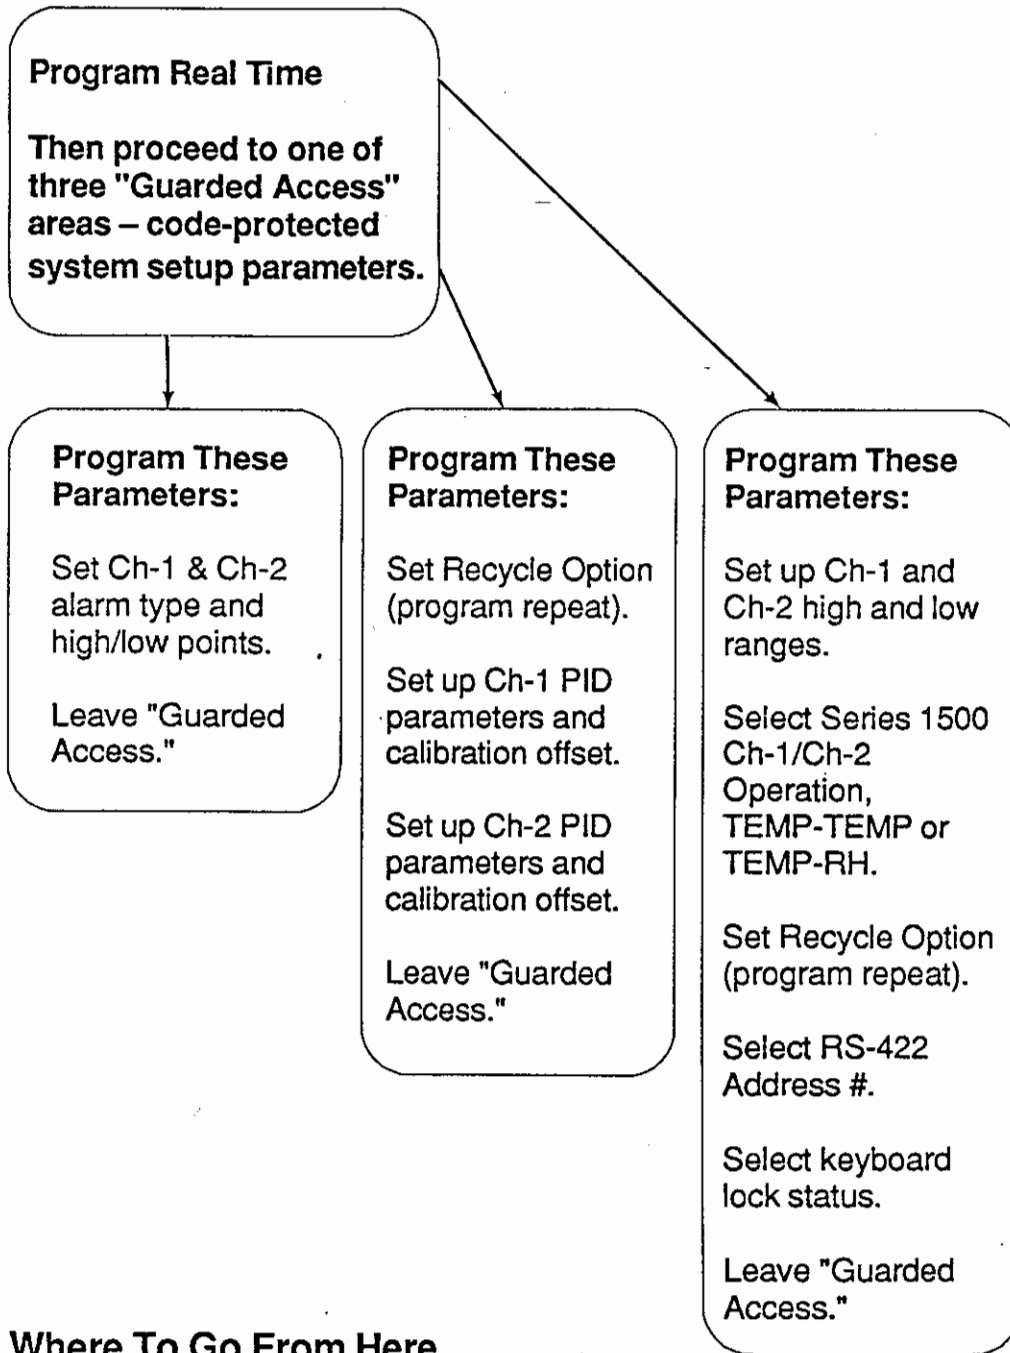 Program Real Time
Then proceed to one of
three "Guarded Access"
areas – code-protected
system setup parameters.
Program These
Parameters:
Set Ch-1 & Ch-2
alarm type and
high/low points.
Leave "Guarded
Access."
Program These
Parameters:
Set Recycle Option
(program repeat).
Set up Ch-1 PID
parameters and
calibration offset.
Set up Ch-2 PID
parameters and
calibration offset.
Leave "Guarded
Access."
Program These
Parameters:
Set up Ch-1 and
Ch-2 high and low
ranges.
Select Series 1500
Ch-1/Ch-2
Operation,
TEMP-TEMP or
TEMP-RH.
Set Recycle Option
(program repeat).
Select RS-422
Address #.
Select keyboard
lock status.
Leave "Guarded
Access."
Where To Go From Here